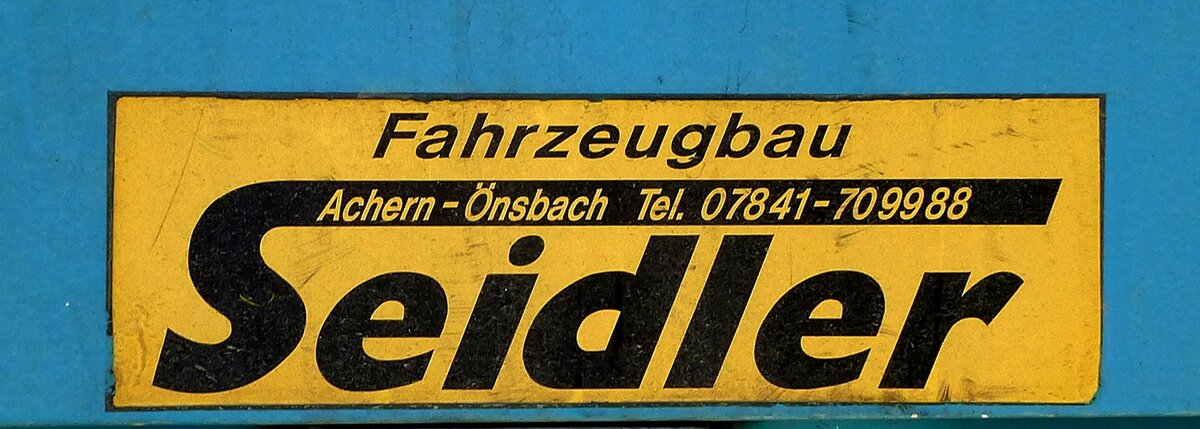 Fahrzeugbau
Achern-Önsbach Tel. 07841-709988
Seidler